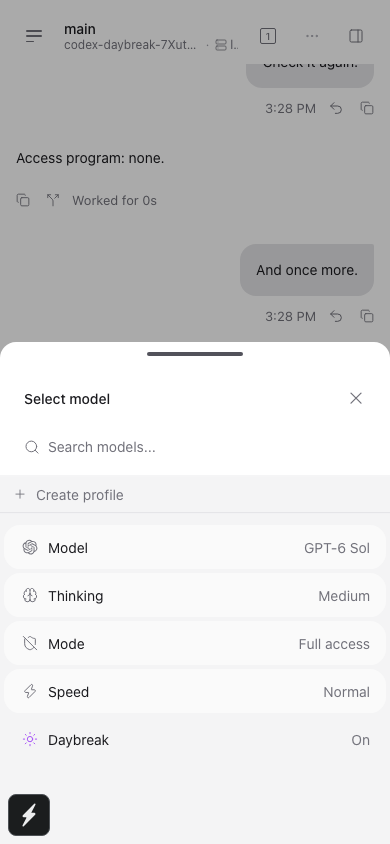 main
codex-daybreak-7Xut... · l..
1
Check it again.
3:28 PM
Access program: none.
Worked for 0s
And once more.
3:28 PM
Select model
Search models...
Create profile
Model GPT-6 Sol
Thinking Medium
Mode Full access
Speed Normal
Daybreak On